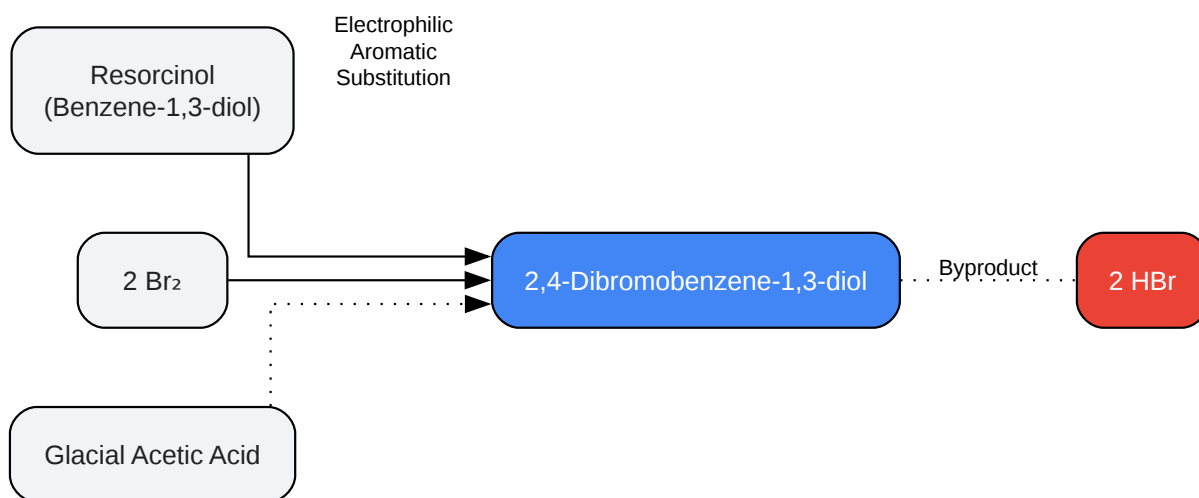 Electrophilic
Aromatic
Substitution
Resorcinol
(Benzene-1,3-diol)
2 Br₂
2,4-Dibromobenzene-1,3-diol
Byproduct
2 HBr
Glacial Acetic Acid